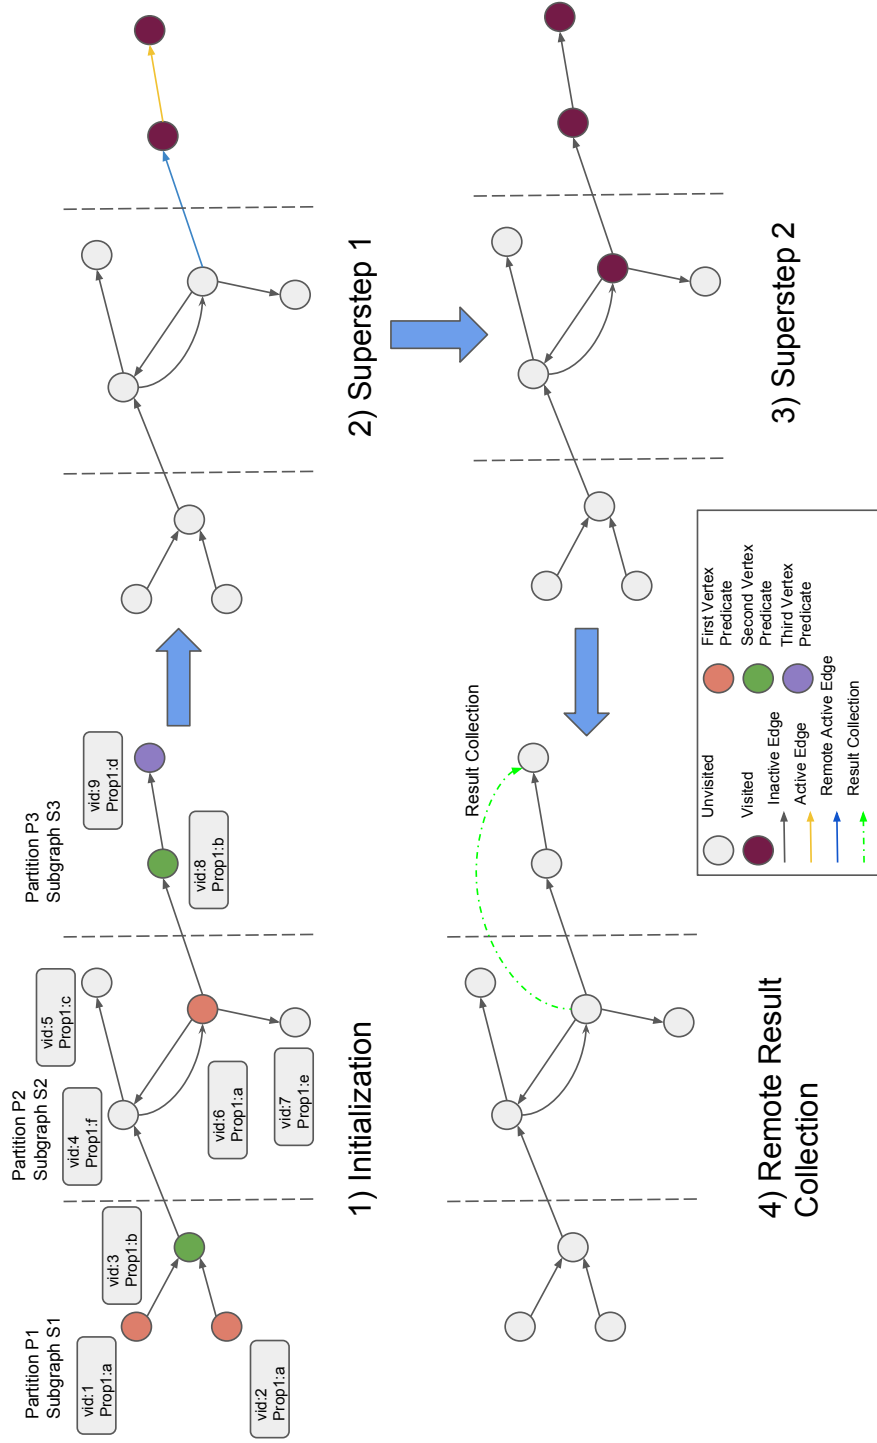 Partition P1
Subgraph S1
Partition P2
Subgraph S2
Partition P3
Subgraph S3
vid:1
Prop1:a
vid:2
Prop1:a
vid:3
Prop1:b
vid:4
Prop1:f
vid:5
Prop1:c
vid:6
Prop1:a
vid:7
Prop1:e
vid:8
Prop1:b
vid:9
Prop1:d
1) Initialization
2) Superstep 1
3) Superstep 2
4) Remote Result
Collection
Result Collection
Unvisited
Visited
Inactive Edge
Active Edge
Remote Active Edge
Result Collection
First Vertex
Predicate
Second Vertex
Predicate
Third Vertex
Predicate